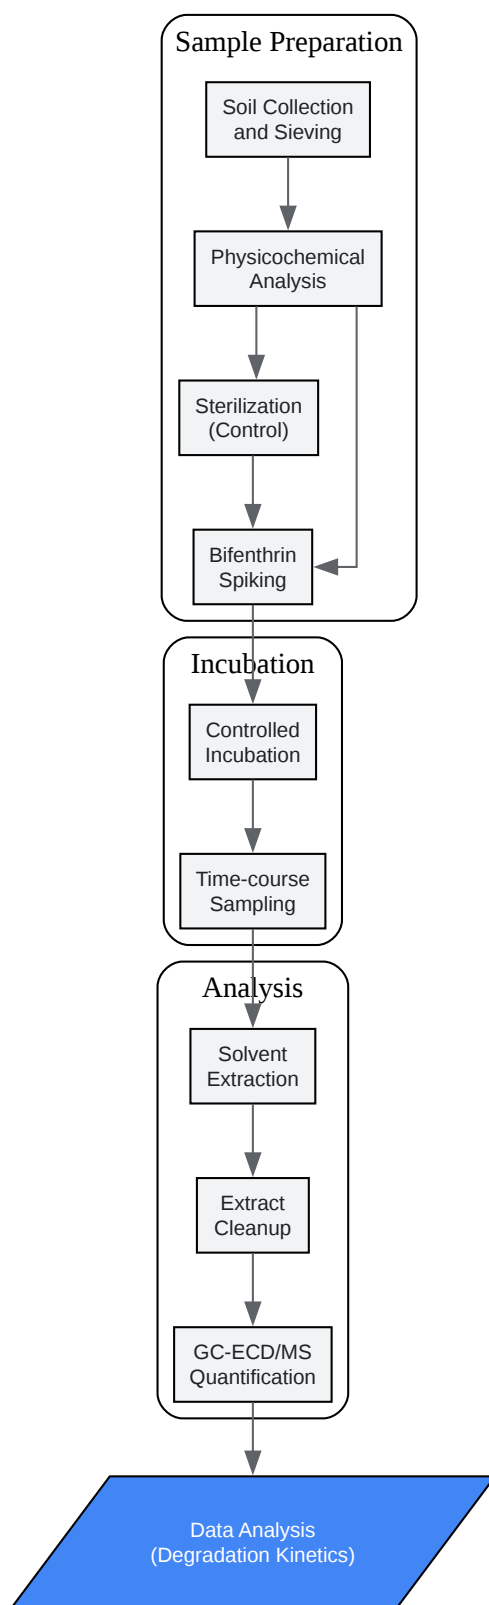 Sample Preparation
Soil Collection
and Sieving
Physicochemical
Analysis
Sterilization
(Control)
Bifenthrin
Spiking
Incubation
Controlled
Incubation
Time-course
Sampling
Analysis
Solvent
Extraction
Extract
Cleanup
GC-ECD/MS
Quantification
Data Analysis
(Degradation Kinetics)